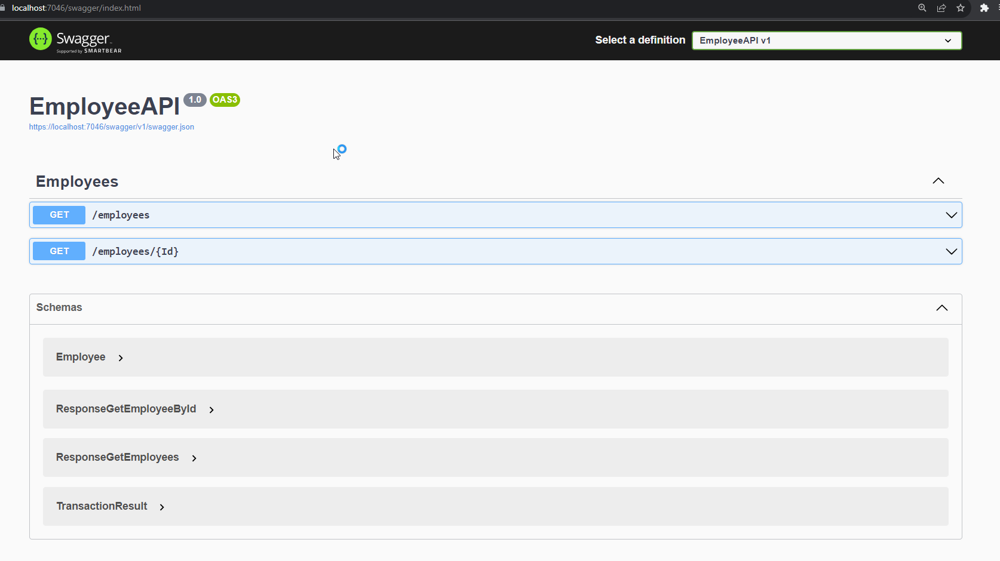 localhost:7046/swagger/index.html
{···} Swagger
Supported by SMARTBEAR
Select a definition
EmployeeAPI v1
EmployeeAPI 1.0 OAS3
https://localhost:7046/swagger/v1/swagger.json
Employees
GET /employees
GET /employees/{Id}
Schemas
Employee
ResponseGetEmployeeById
ResponseGetEmployees
TransactionResult